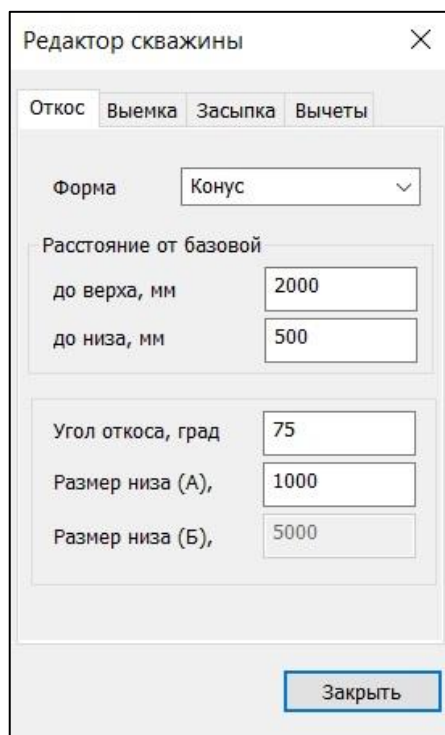 Редактор скважины
Откос Выемка Засыпка Вычеты
Форма Конус
Расстояние от базовой
до верха, мм 2000
до низа, мм 500
Угол откоса, град 75
Размер низа (А), 1000
Размер низа (Б), 5000
Закрыть